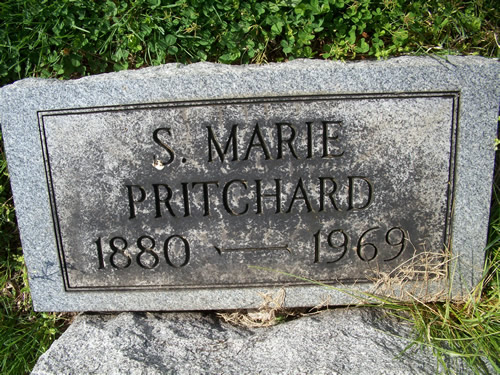 S. MARIE
PRITCHARD
1880 — 1969